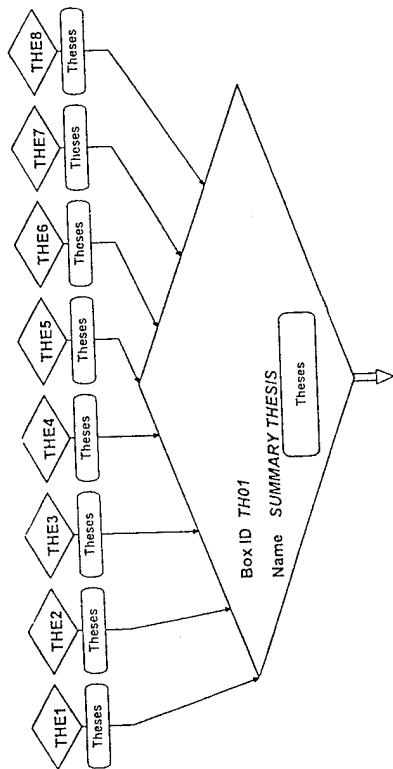 THE1
THE2
THE3
THE4
THE5
THE6
THE7
THE8
Theses
Theses
Theses
Theses
Theses
Theses
Theses
Theses
Box ID TH01
Name SUMMARY THESIS
Theses